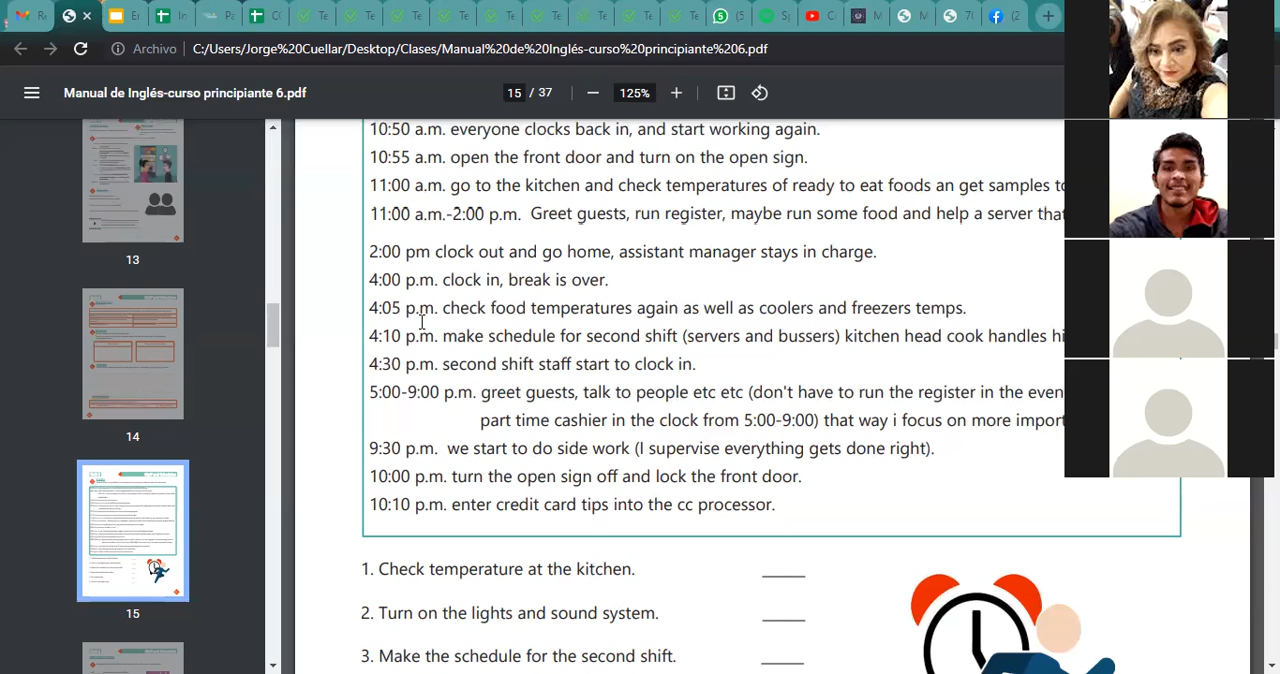 Archivo C:/Users/Jorge%20Cuellar/Desktop/Clases/Manual%20de%20Inglés-curso%20principiante%206.pdf
Manual de Inglés-curso principiante 6.pdf 15 / 37 125%
10:50 a.m. everyone clocks back in, and start working again.
10:55 a.m. open the front door and turn on the open sign.
11:00 a.m. go to the kitchen and check temperatures of ready to eat foods an get samples to
11:00 a.m.-2:00 p.m. Greet guests, run register, maybe run some food and help a server that
2:00 pm clock out and go home, assistant manager stays in charge.
4:00 p.m. clock in, break is over.
4:05 p.m. check food temperatures again as well as coolers and freezers temps.
4:10 p.m. make schedule for second shift (servers and bussers) kitchen head cook handles
4:30 p.m. second shift staff start to clock in.
5:00-9:00 p.m. greet guests, talk to people etc etc (don't have to run the register in the
part time cashier in the clock from 5:00-9:00) that way i focus on more
9:30 p.m. we start to do side work (I supervise everything gets done right).
10:00 p.m. turn the open sign off and lock the front door.
10:10 p.m. enter credit card tips into the cc processor.
1. Check temperature at the kitchen.
2. Turn on the lights and sound system.
3. Make the schedule for the second shift.
13
14
15